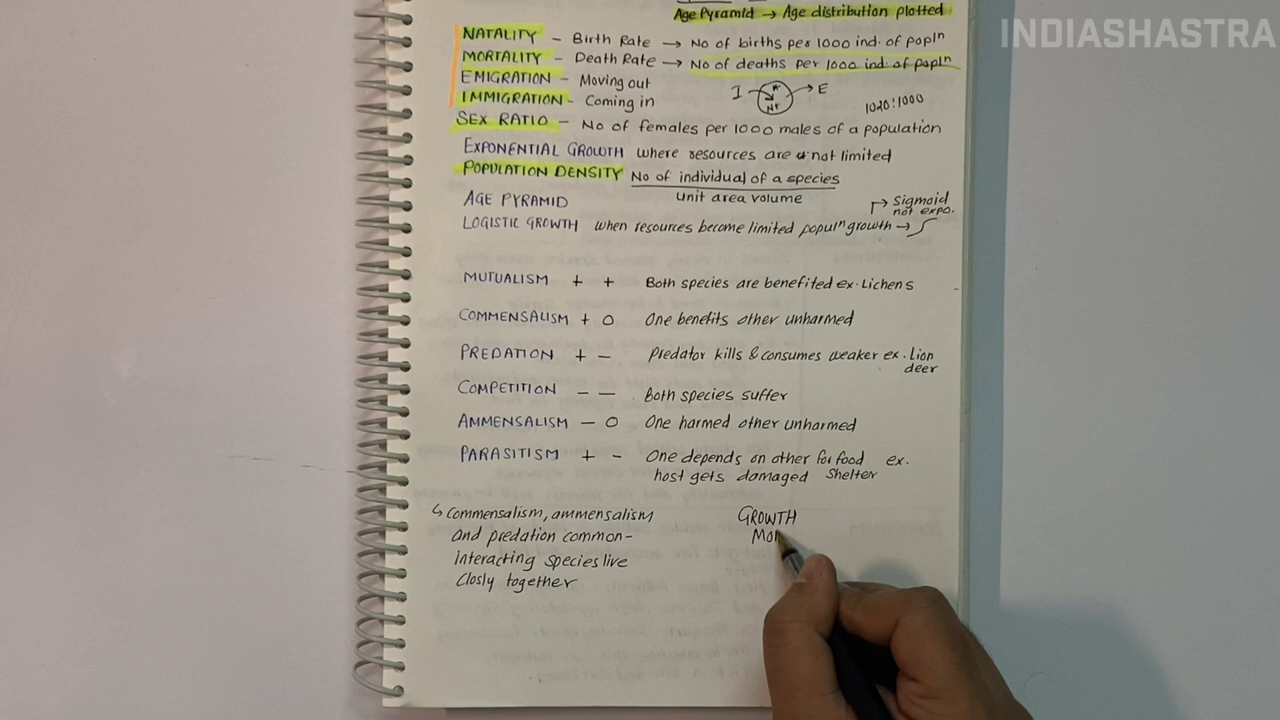 INDIASHASTRA
Age Pyramid → Age distribution plotted
NATALITY – Birth Rate → No of births per 1000 ind. of popln
MORTALITY – Death Rate → No of deaths per 1000 ind of popln
EMIGRATION – Moving out
I E
IMMIGRATION – Coming in
1020:1000
SEX RATIO – No of females per 1000 males of a population
EXPONENTIAL GROWTH where resources are not limited
POPULATION DENSITY No of individual of a species
unit area volume
AGE PYRAMID
→ Sigmoid
not expo.
LOGISTIC GROWTH when resources become limited populn growth →
MUTUALISM + + Both species are benefited ex. Lichens
COMMENSALISM + 0 One benefits other unharmed
PREDATION + – Predator kills & consumes weaker ex. Lion
deer
COMPETITION – – Both species suffer
AMMENSALISM – 0 One harmed other unharmed
PARASITISM + - One depends on other for food ex.
host gets damaged Shelter
↳ Commensalism, ammensalism
and predation common –
interacting species live
closly together
GROWTH
MO